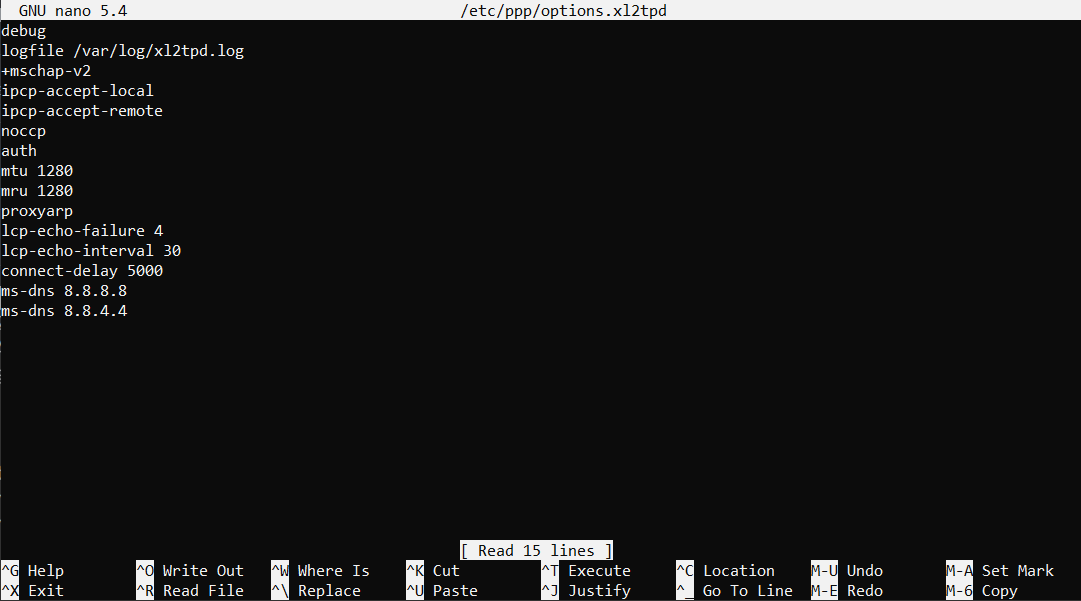 GNU nano 5.4 /etc/ppp/options.xl2tpd
debug
logfile /var/log/xl2tpd.log
+mschap-v2
ipcp-accept-local
ipcp-accept-remote
noccp
auth
mtu 1280
mru 1280
proxyarp
lcp-echo-failure 4
lcp-echo-interval 30
connect-delay 5000
ms-dns 8.8.8.8
ms-dns 8.8.4.4
[ Read 15 lines ]
^G Help ^O Write Out ^W Where Is ^K Cut ^T Execute ^C Location M-U Undo M-A Set Mark
^X Exit ^R Read File ^\ Replace ^U Paste ^J Justify ^_ Go To Line M-E Redo M-6 Copy